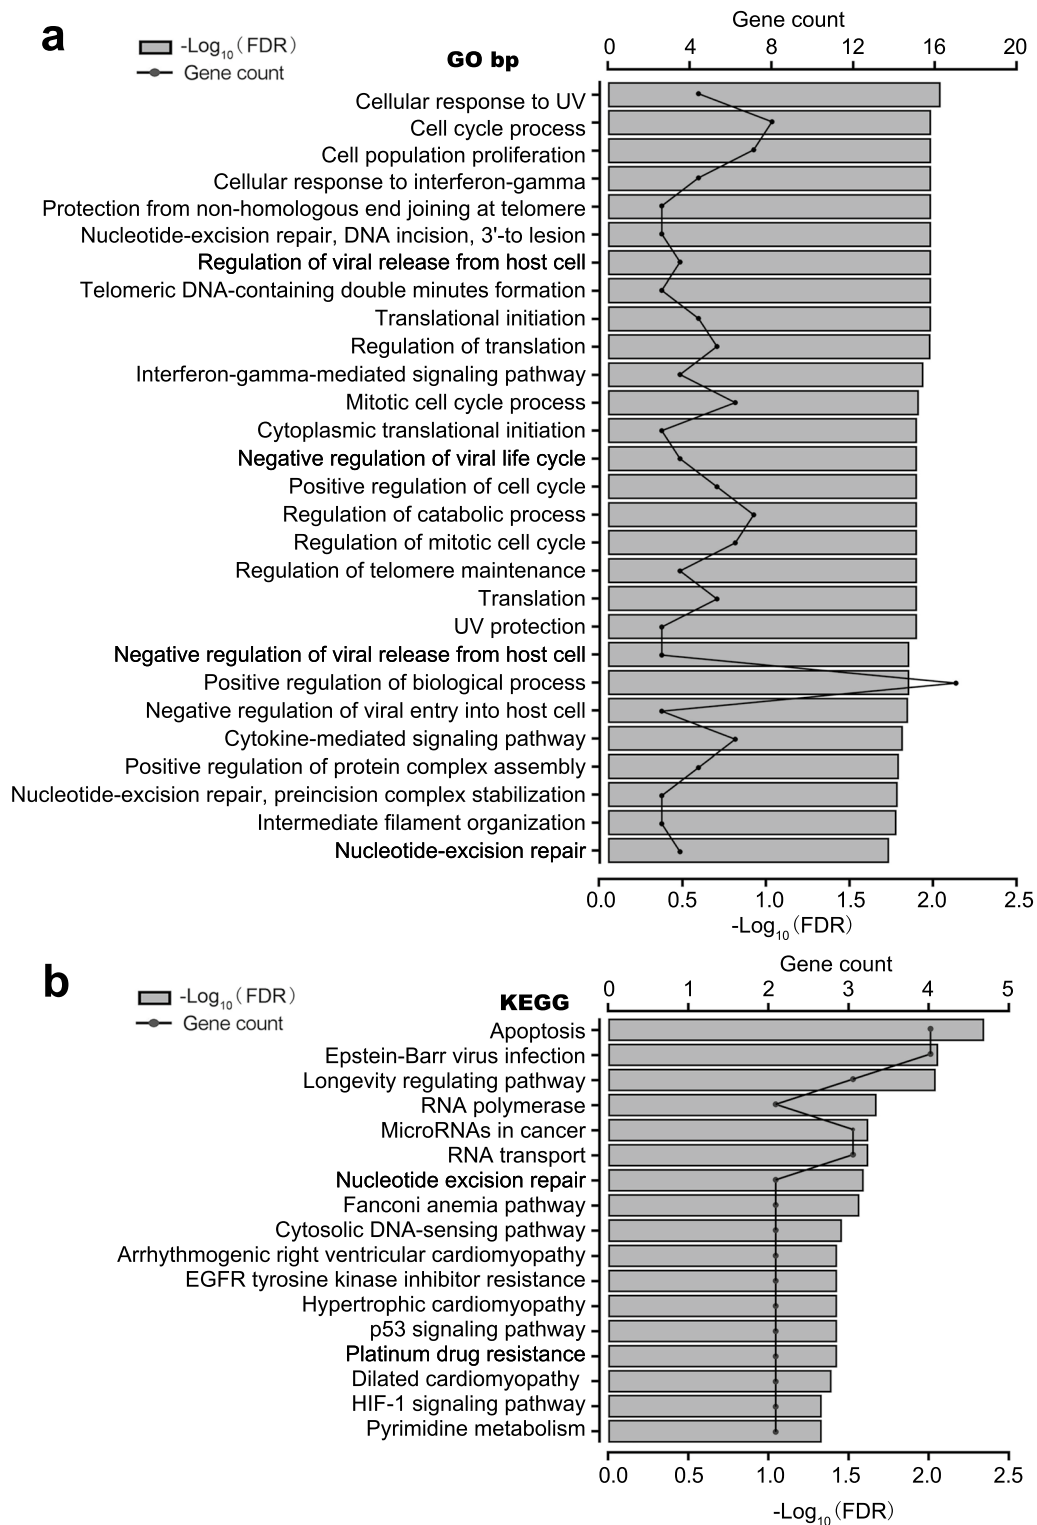 a
-Log10(FDR)
Gene count
GO bp
Gene count
0 4 8 12 16 20
Cellular response to UV
Cell cycle process
Cell population proliferation
Cellular response to interferon-gamma
Protection from non-homologous end joining at telomere
Nucleotide-excision repair, DNA incision, 3'-to lesion
Regulation of viral release from host cell
Telomeric DNA-containing double minutes formation
Translational initiation
Regulation of translation
Interferon-gamma-mediated signaling pathway
Mitotic cell cycle process
Cytoplasmic translational initiation
Negative regulation of viral life cycle
Positive regulation of cell cycle
Regulation of catabolic process
Regulation of mitotic cell cycle
Regulation of telomere maintenance
Translation
UV protection
Negative regulation of viral release from host cell
Positive regulation of biological process
Negative regulation of viral entry into host cell
Cytokine-mediated signaling pathway
Positive regulation of protein complex assembly
Nucleotide-excision repair, preincision complex stabilization
Intermediate filament organization
Nucleotide-excision repair
0.0 0.5 1.0 1.5 2.0 2.5
-Log10(FDR)
b
-Log10(FDR)
Gene count
KEGG
Gene count
0 1 2 3 4 5
Apoptosis
Epstein-Barr virus infection
Longevity regulating pathway
RNA polymerase
MicroRNAs in cancer
RNA transport
Nucleotide excision repair
Fanconi anemia pathway
Cytosolic DNA-sensing pathway
Arrhythmogenic right ventricular cardiomyopathy
EGFR tyrosine kinase inhibitor resistance
Hypertrophic cardiomyopathy
p53 signaling pathway
Platinum drug resistance
Dilated cardiomyopathy
HIF-1 signaling pathway
Pyrimidine metabolism
0.0 0.5 1.0 1.5 2.0 2.5
-Log10(FDR)